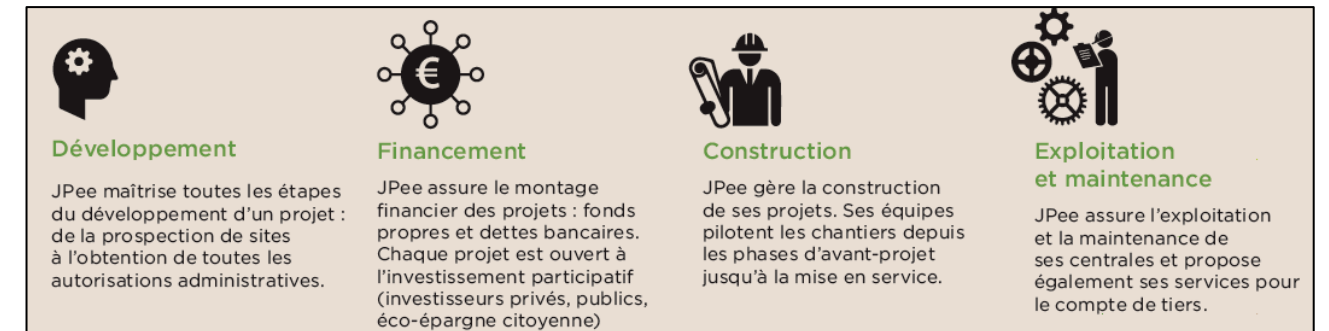 €
Développement
JPee maîtrise toutes les étapes
du développement d'un projet :
de la prospection de sites
à l'obtention de toutes les
autorisations administratives.
Financement
JPee assure le montage
financier des projets : fonds
propres et dettes bancaires.
Chaque projet est ouvert à
l'investissement participatif
(investisseurs privés, publics,
éco-épargne citoyenne)
Construction
JPee gère la construction
de ses projets. Ses équipes
pilotent les chantiers depuis
les phases d'avant-projet
jusqu'à la mise en service.
Exploitation
et maintenance
JPee assure l'exploitation
et la maintenance de
ses centrales et propose
également ses services pour
le compte de tiers.